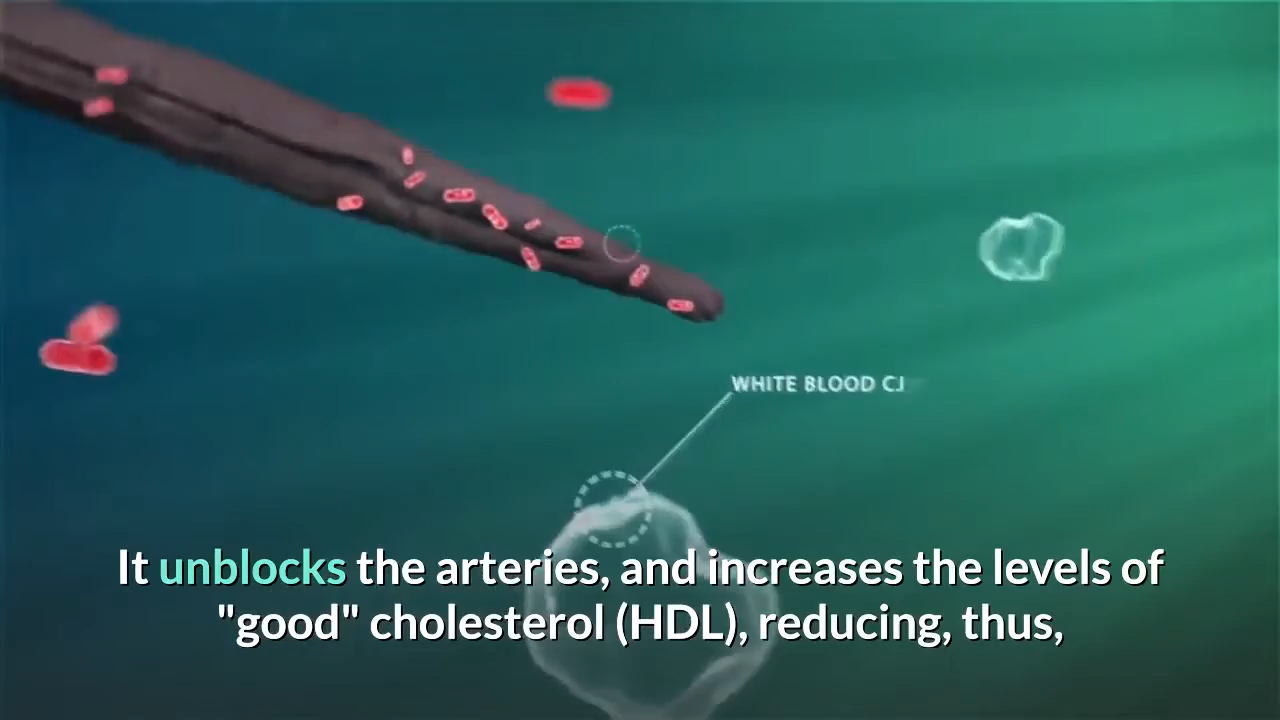 WHITE BLOOD C
It unblocks the arteries, and increases the levels of
"good" cholesterol (HDL), reducing, thus,